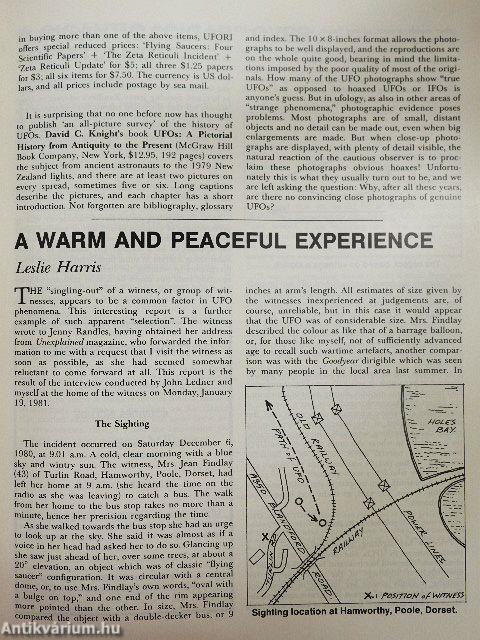 in buying more than one of the above items, UFORI
offers special reduced prices: 'Flying Saucers: Four
Scientific Papers' + 'The Zeta Reticuli Incident' +
'Zeta Reticuli Update' for $5; all three $1.25 papers
for $3; all six items for $7.50. The currency is US dol-
lars, and all prices include postage by sea mail.
It is surprising that no one before now has thought
to publish 'an all-picture survey' of the history of
UFOs. David C. Knight's book UFOs: A Pictorial
History from Antiquity to the Present (McGraw Hill
Book Company, New York, $12.95, 192 pages) covers
the subject from ancient astronauts to the 1979 New
Zealand lights, and there are at least two pictures on
every spread, sometimes five or six. Long captions
describe the pictures, and each chapter has a short
introduction. Not forgotten are bibliography, glossary
and index. The 10 × 8-inches format allows the photo-
graphs to be well displayed, and the reproductions are
on the whole quite good, bearing in mind the limita-
tions imposed by the poor quality of most of the origi-
nals. How many of the UFO photographs show "true
UFOs" as opposed to hoaxed UFOs or IFOs is
anyone's guess. But in ufology, as also in other areas of
"strange phenomena," photographic evidence poses
problems. Most photographs are of small, distant
objects and no detail can be made out, even when big
enlargements are made. But when close-up photo-
graphs are displayed, with plenty of detail visible, the
natural reaction of the cautious observer is to proc-
laim these photographs obvious hoaxes! Unfortu-
nately this is what they usually turn out to be, and we
are left asking the question: Why, after all these years,
are there no convincing close photographs of genuine
UFOs?
A WARM AND PEACEFUL EXPERIENCE
Leslie Harris
THE "singling-out" of a witness, or group of wit-
nesses, appears to be a common factor in UFO
phenomena. This interesting report is a further
example of such apparent "selection". The witness
wrote to Jenny Randles, having obtained her address
from Unexplained magazine, who forwarded the infor-
mation to me with a request that I visit the witness as
soon as possible, as she had seemed somewhat
reluctant to come forward at all. This report is the
result of the interview conducted by John Ledner and
myself at the home of the witness on Monday, January
19, 1981.
The Sighting
The incident occurred on Saturday December 6,
1980, at 9.01 a.m. A cold, clear morning with a blue
sky and wintry sun. The witness, Mrs Jean Findlay
(43) of Turlin Road, Hamworthy, Poole, Dorset, had
left her home at 9 a.m. (she heard the time on the
radio as she was leaving) to catch a bus. The walk
from her home to the bus stop takes no more than a
minute, hence her precision regarding the time.
As she walked towards the bus stop she had an urge
to look up at the sky. She said it was almost as if a
voice in her head had asked her to do so. Glancing up
she saw just ahead of her, over some trees, at about a
20° elevation, an object which was of classic "flying
saucer" configuration. It was circular with a central
dome, or, to use Mrs. Findlay's own words, "oval with
a bulge on top," and one end of the rim appearing
more pointed than the other. In size, Mrs. Findlay
compared the object with a double-decker bus, or 9
inches at arm's length. All estimates of size given by
the witnesses inexperienced at judgements are, of
course, unreliable, but in this case it would appear
that the UFO was of considerable size. Mrs. Findlay
described the colour as like that of a barrage balloon,
or, for those like myself, not of sufficiently advanced
age to recall such wartime artefacts, another compar-
ison was with the Goodyear dirigible which was seen
by many people in the local area last summer. In
HOLES
BAY.
OLD RAILWAY
PATH OF UFO
A350 BLANDFORD
ROAD
RAILWAY
POWER LINES
X POSITION OF WITNESS
Sighting location at Hamworthy, Poole, Dorset.
Antikvarium.hu